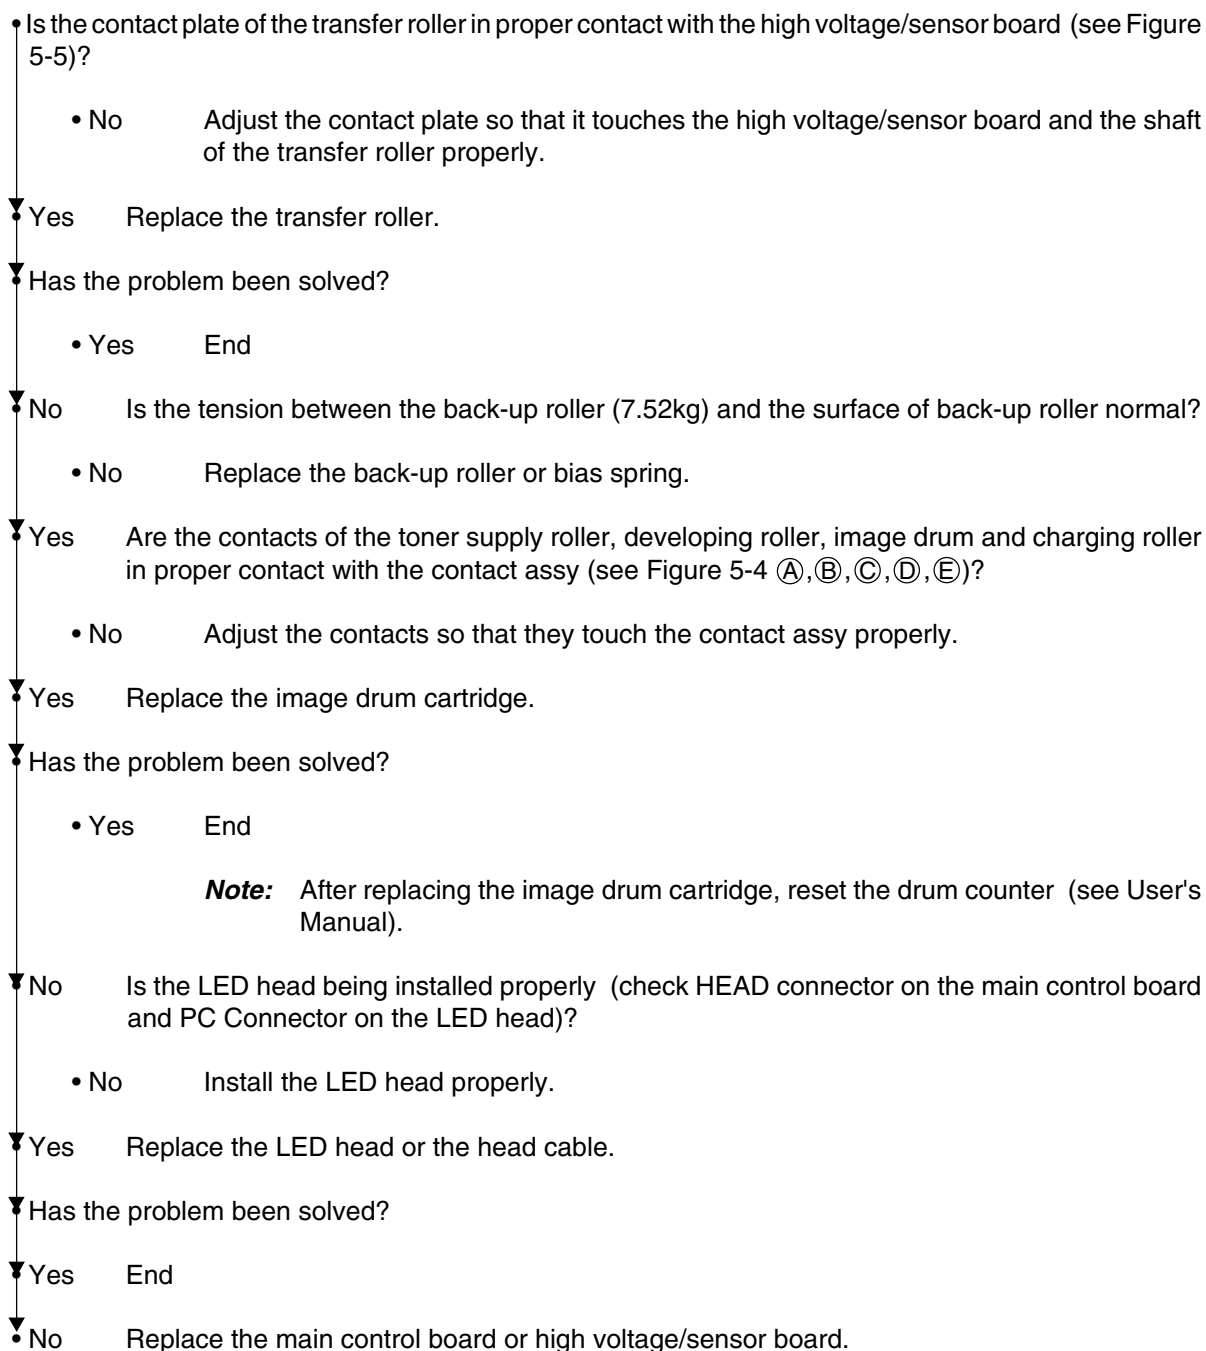 • Is the contact plate of the transfer roller in proper contact with the high voltage/sensor board (see Figure
5-5)?
• No Adjust the contact plate so that it touches the high voltage/sensor board and the shaft
of the transfer roller properly.
• Yes Replace the transfer roller.
• Has the problem been solved?
• Yes End
• No Is the tension between the back-up roller (7.52kg) and the surface of back-up roller normal?
• No Replace the back-up roller or bias spring.
• Yes Are the contacts of the toner supply roller, developing roller, image drum and charging roller
in proper contact with the contact assy (see Figure 5-4 Ⓐ,Ⓑ,Ⓒ,Ⓓ,Ⓔ)?
• No Adjust the contacts so that they touch the contact assy properly.
• Yes Replace the image drum cartridge.
• Has the problem been solved?
• Yes End
Note: After replacing the image drum cartridge, reset the drum counter (see User's
Manual).
• No Is the LED head being installed properly (check HEAD connector on the main control board
and PC Connector on the LED head)?
• No Install the LED head properly.
• Yes Replace the LED head or the head cable.
• Has the problem been solved?
• Yes End
• No Replace the main control board or high voltage/sensor board.